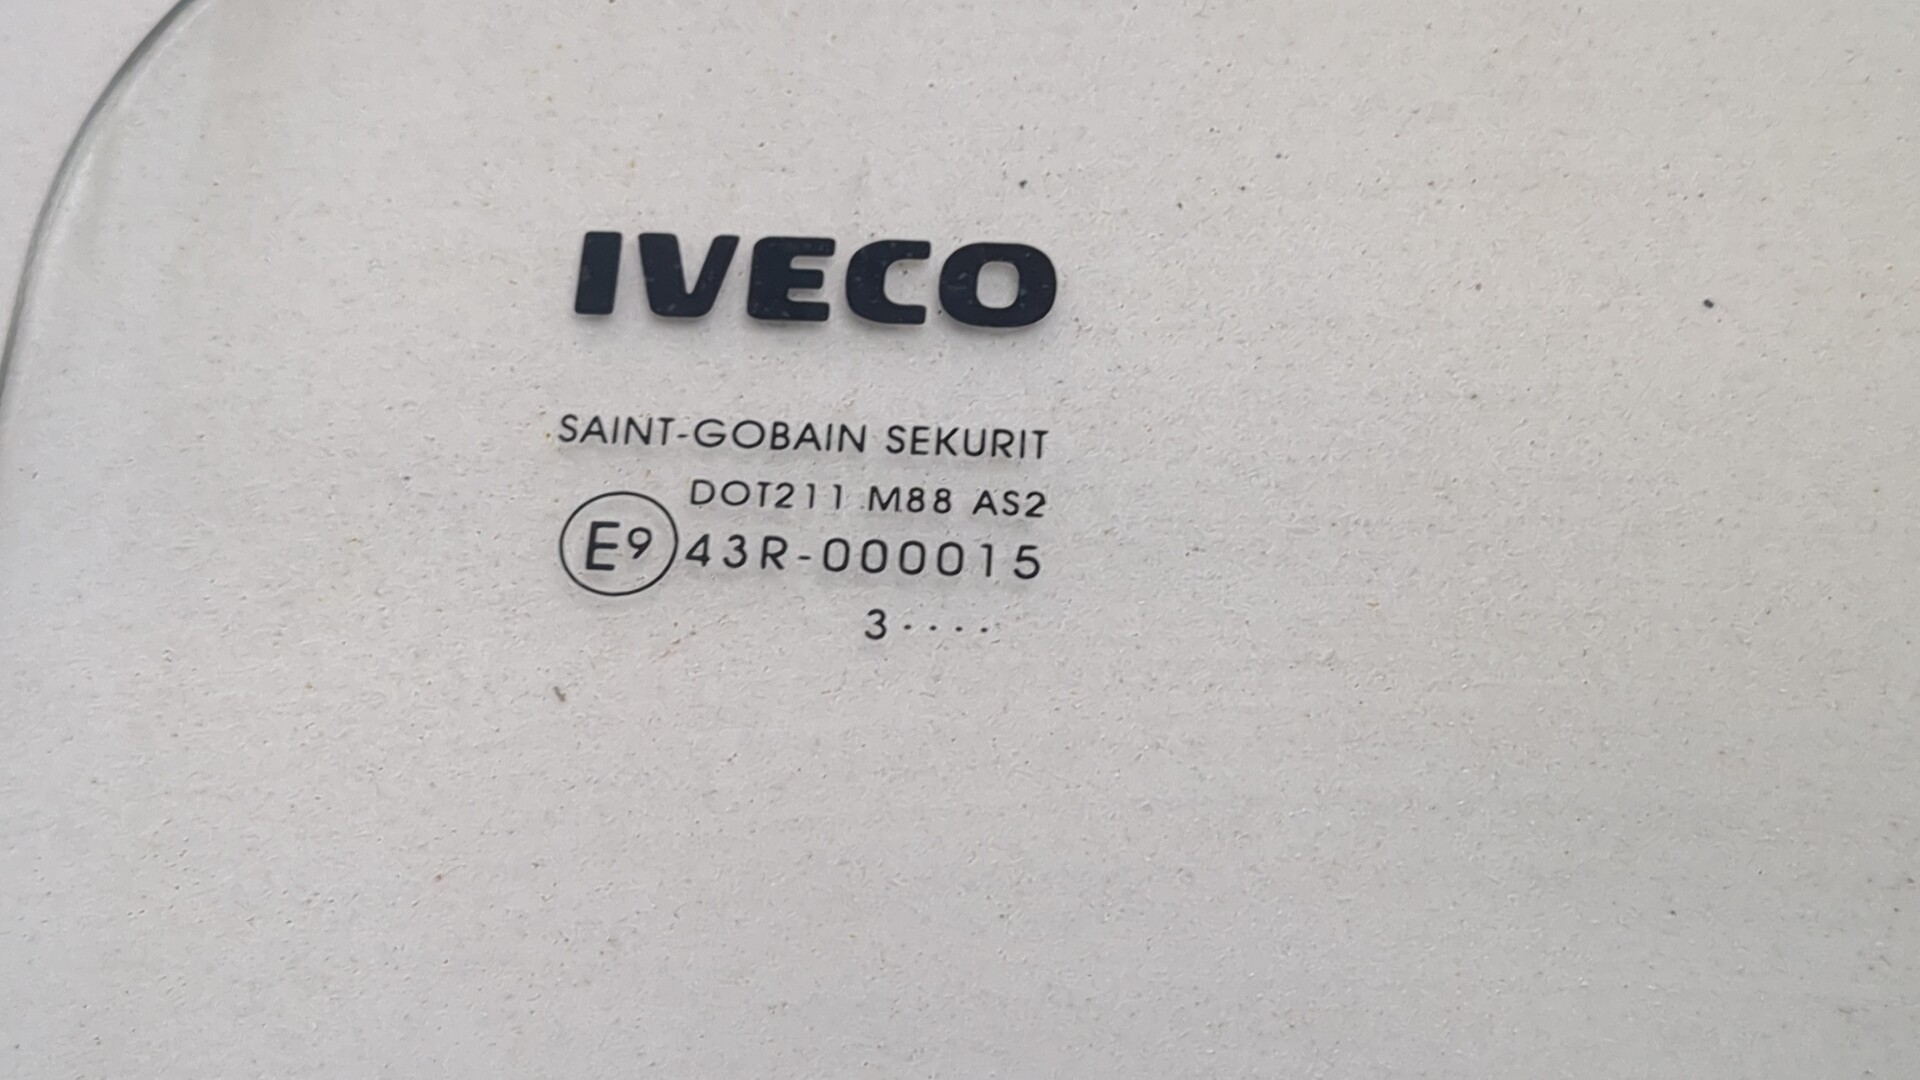 IVECO
SAINT-GOBAIN SEKURIT
DOT211 M88 AS2
E9 43R-000015
3····